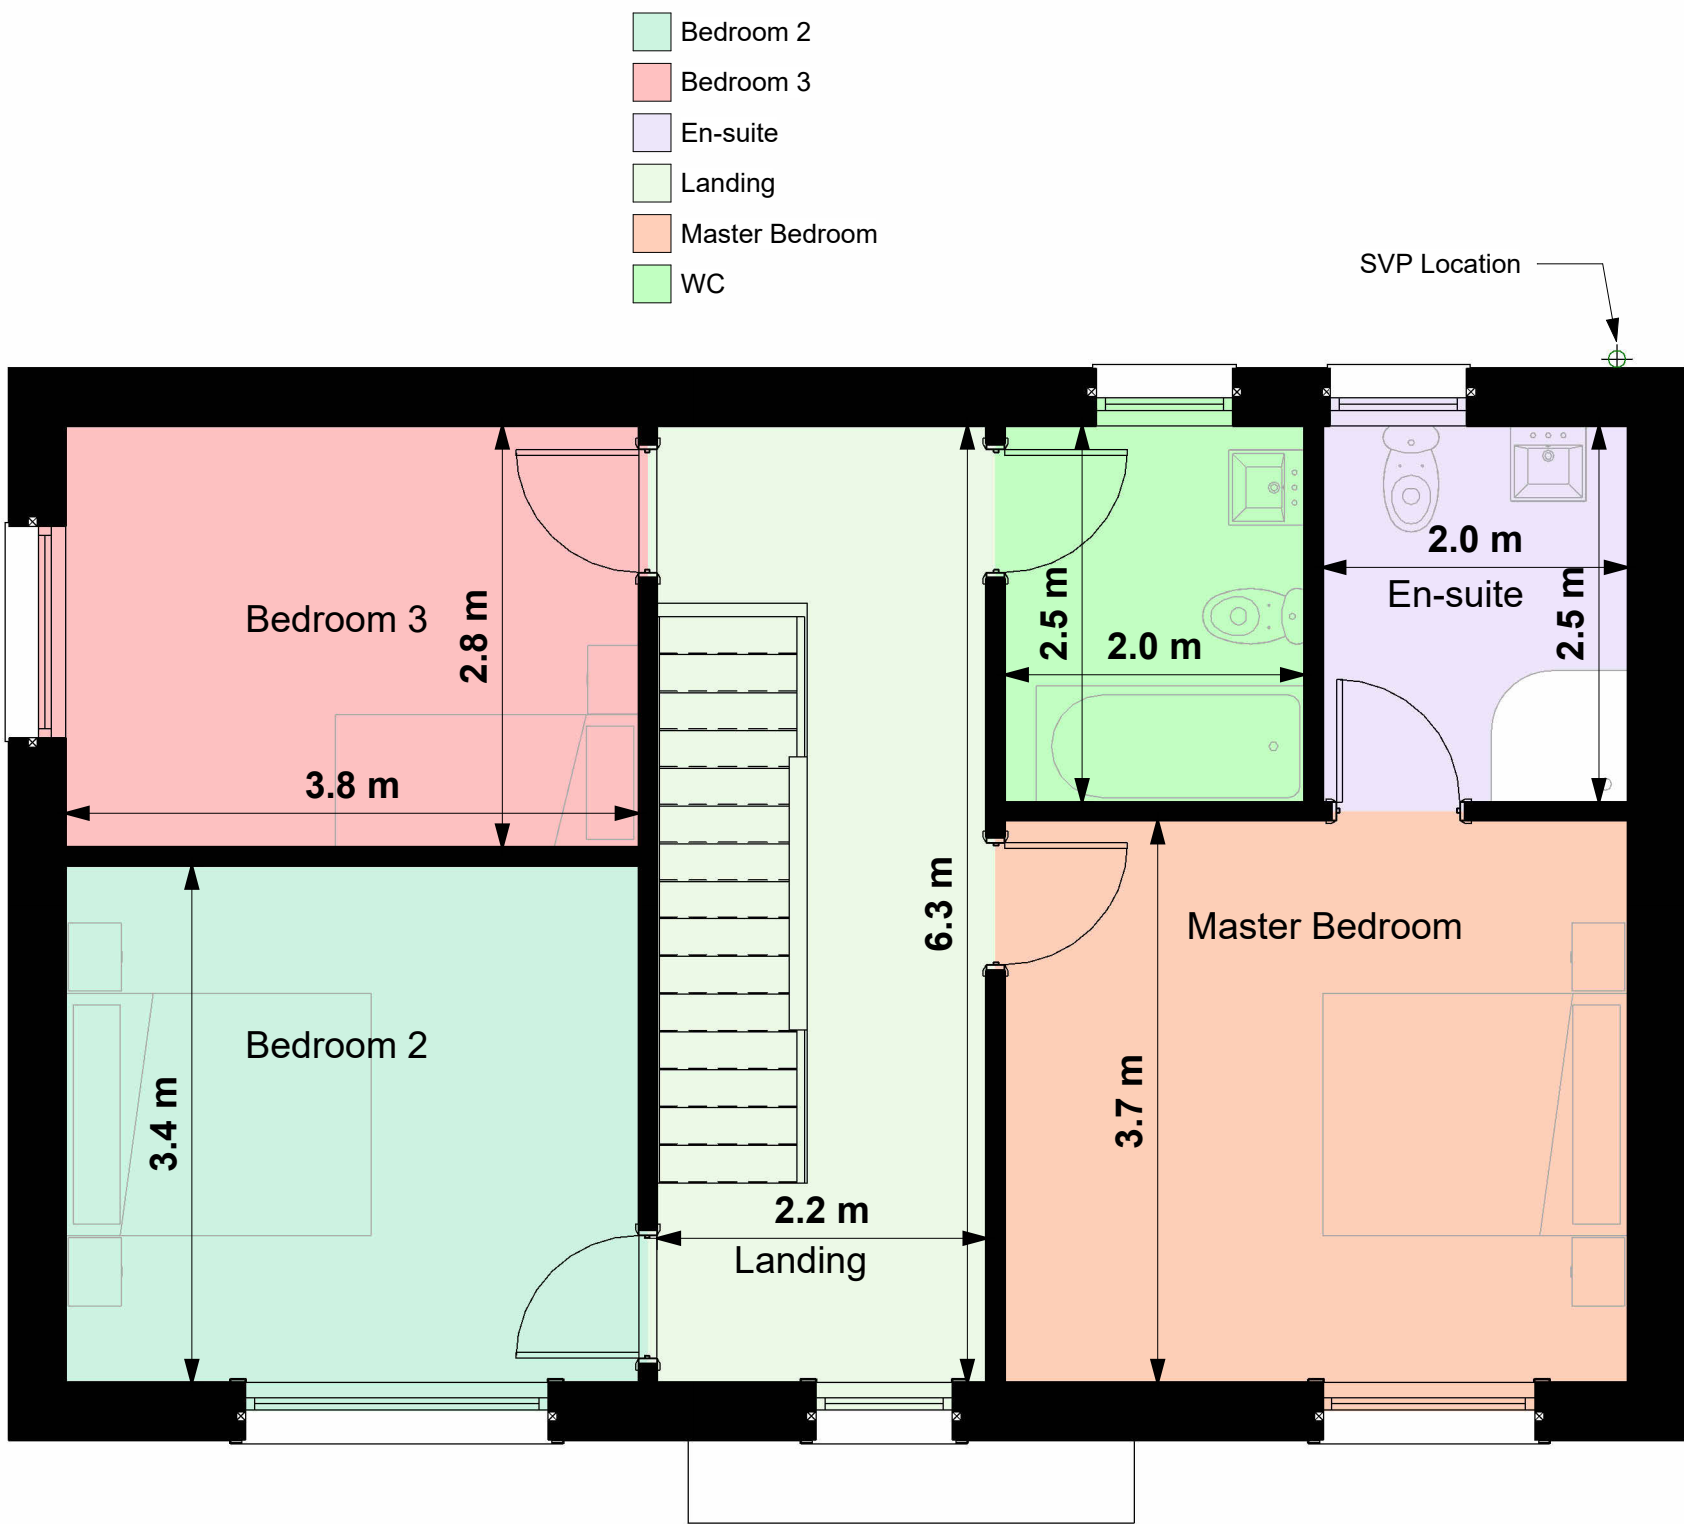 Bedroom 2
Bedroom 3
En-suite
Landing
Master Bedroom
WC
SVP Location
2.0 m
En-suite
2.5 m
2.5 m
2.0 m
Bedroom 3
2.8 m
3.8 m
6.3 m
Master Bedroom
Bedroom 2
3.4 m
3.7 m
2.2 m
Landing